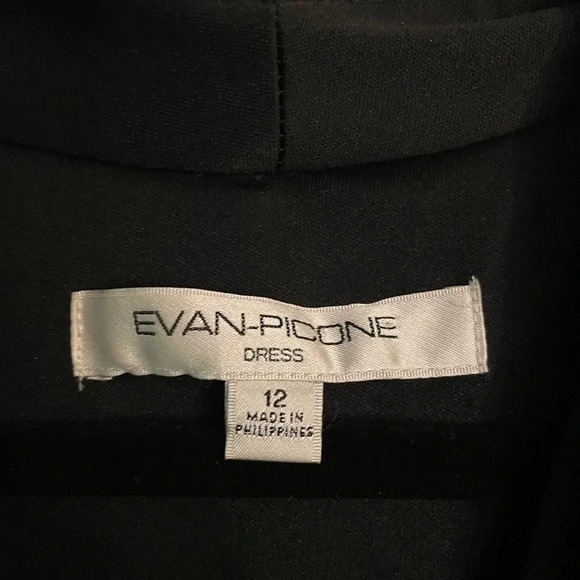 EVAN-PICONE
DRESS
12
MADE IN
PHILIPPINES